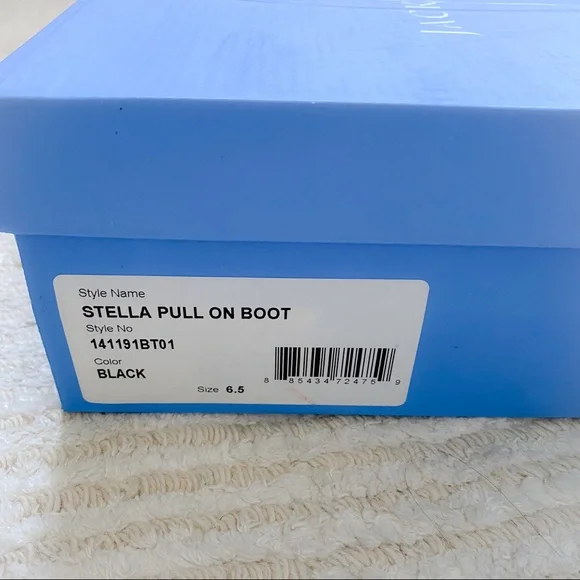 Style Name
STELLA PULL ON BOOT
Style No
141191BT01
Color
BLACK
Size 6.5
8 85434 72475 9